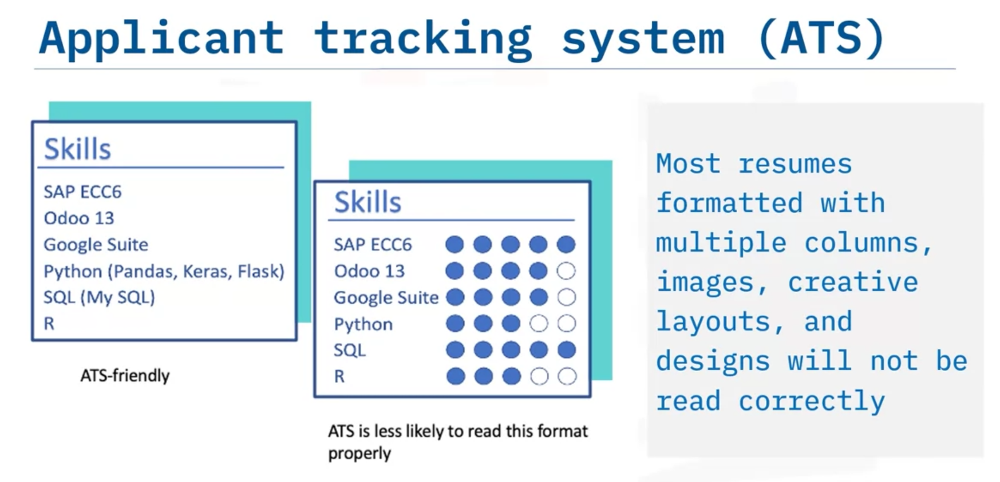 Applicant tracking system (ATS)
Skills
SAP ECC6
Odoo 13
Google Suite
Python (Pandas, Keras, Flask)
SQL (My SQL)
R
ATS-friendly
Skills
SAP ECC6
Odoo 13
Google Suite
Python
SQL
R
ATS is less likely to read this format
properly
Most resumes
formatted with
multiple columns,
images, creative
layouts, and
designs will not be
read correctly